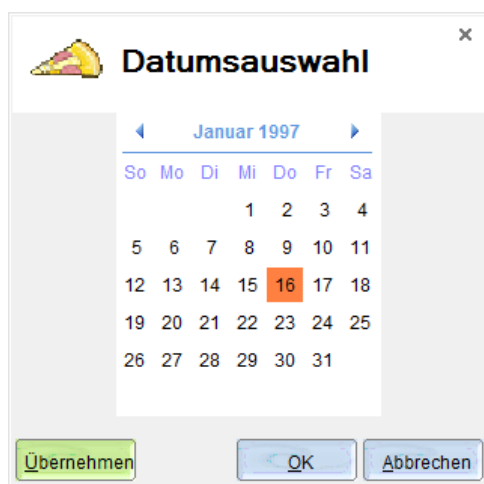 Datumsauswahl
Januar 1997
So Mo Di Mi Do Fr Sa
1 2 3 4
5 6 7 8 9 10 11
12 13 14 15 16 17 18
19 20 21 22 23 24 25
26 27 28 29 30 31
Übernehmen OK Abbrechen